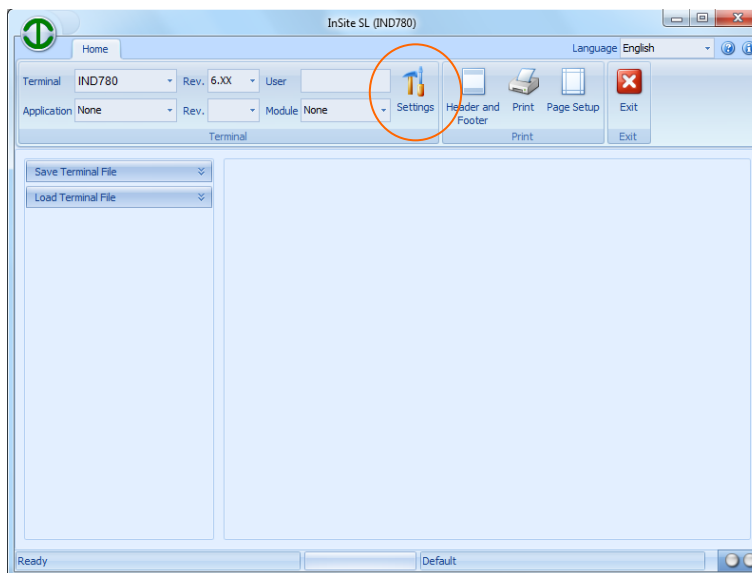 InSite SL (IND780)
Home
Language English
Terminal IND780 Rev. 6.XX User
Application None Rev. Module None
Settings
Header and
Footer
Print
Page Setup
Exit
Terminal
Print
Exit
Save Terminal File
Load Terminal File
Ready
Default